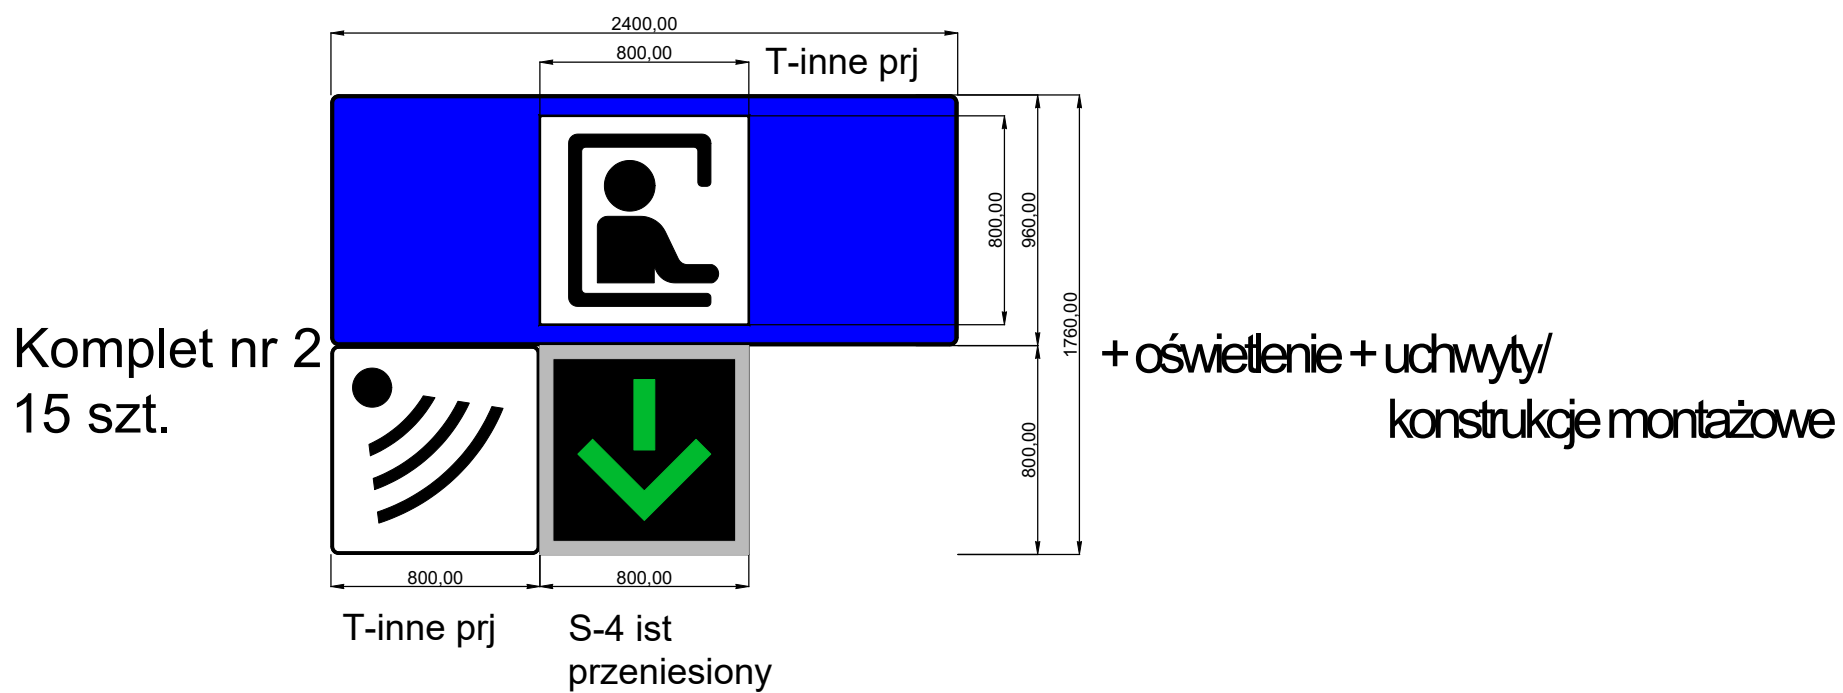 2400,00
800,00
T-inne prj
800,00
960,00
1760,00
Komplet nr 2
15 szt.
+ oświetlenie + uchwyty/
konstrukcje montażowe
800,00
800,00
800,00
T-inne prj
S-4 ist
przeniesiony